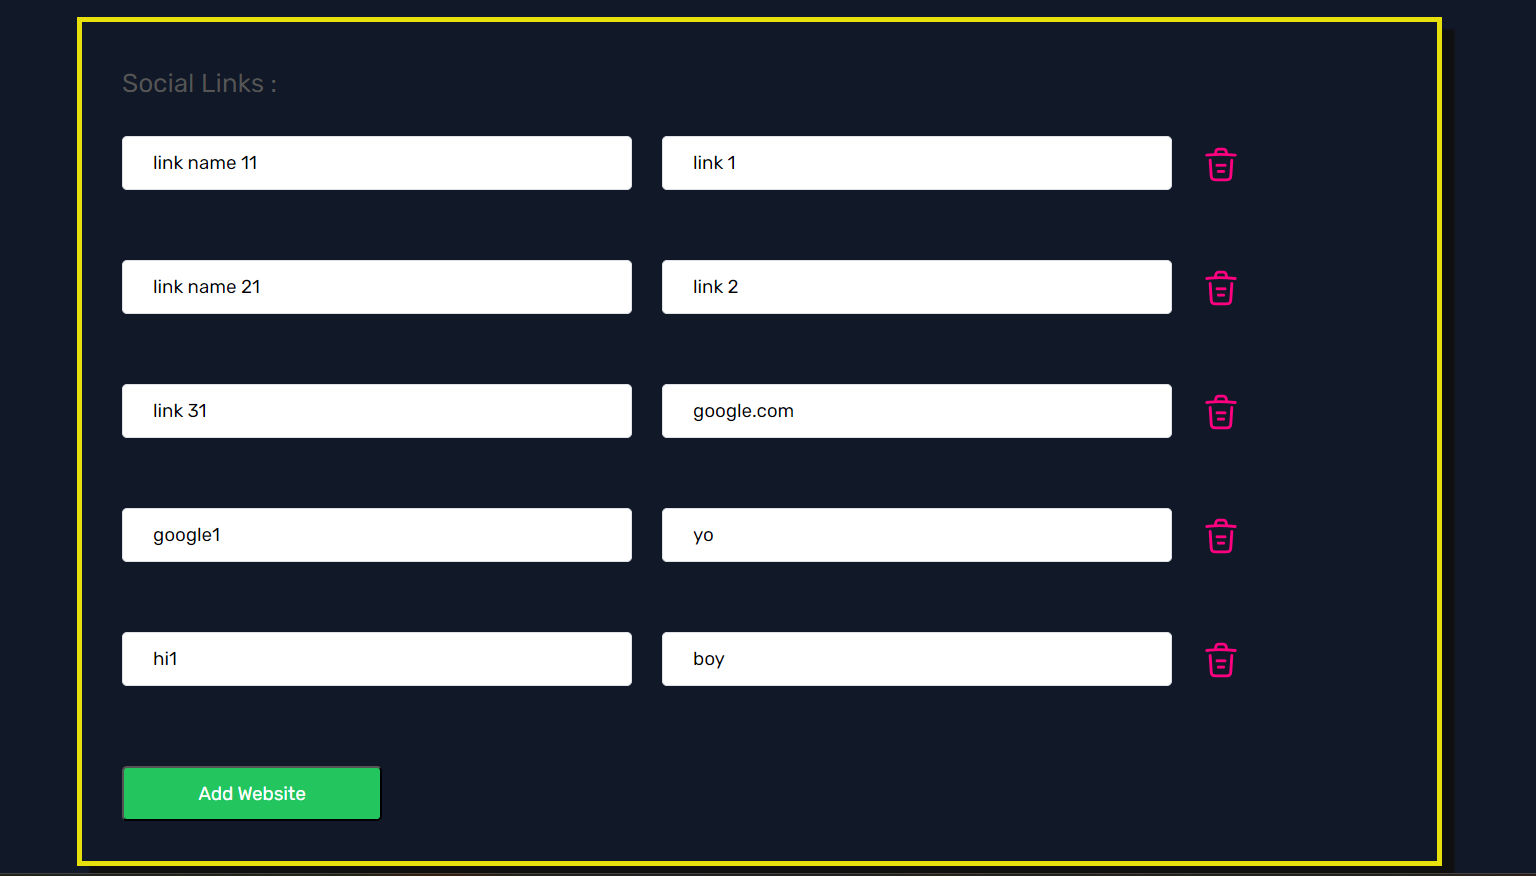 Social Links :
link name 11 link 1
link name 21 link 2
link 31 google.com
google1 yo
hi1 boy
Add Website